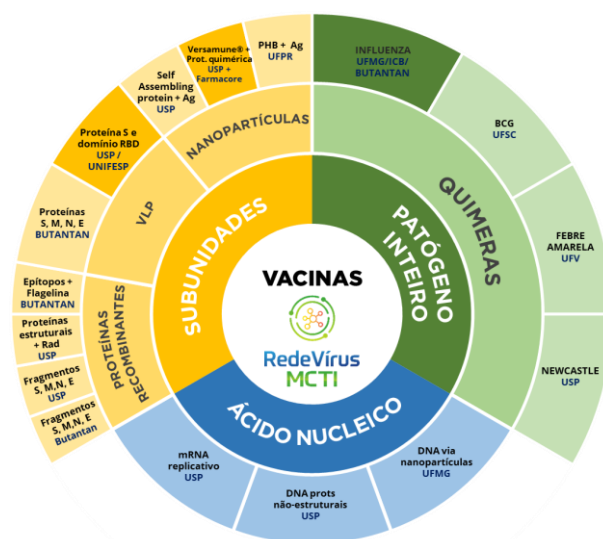 VACINAS
RedeVírus
MCTI
SUBUNIDADES
PATÓGENO
INTEIRO
ÁCIDO NUCLEICO
NANOPARTÍCULAS
VLP
PROTEÍNAS
RECOMBINANTES
QUIMERAS
Fragmentos
S, M,N, E
Butantan
Fragmentos
S, M,N, E
USP
Proteínas
estruturais
+ Rad
USP
Epítopos +
Flagelina
BUTANTAN
Proteínas
S, M, N, E
BUTANTAN
Proteína S e
domínio RBD
USP /
UNIFESP
Self
Assembling
protein + Ag
USP
Versamune® +
Prot. quimérica
USP +
Farmacore
PHB + Ag
UFPR
INFLUENZA
UFMG/ICB/
BUTANTAN
BCG
UFSC
FEBRE
AMARELA
UFV
NEWCASTLE
USP
DNA via
nanopartículas
UFMG
DNA prots
não-estruturais
USP
mRNA
replicativo
USP